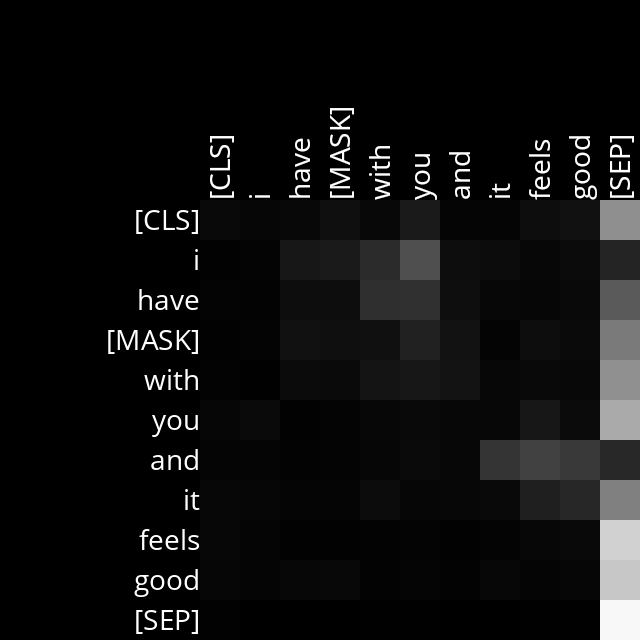 [CLS]
i
have
[MASK]
with
you
and
it
feels
good
[SEP]
[CLS]
i
have
[MASK]
with
you
and
it
feels
good
[SEP]